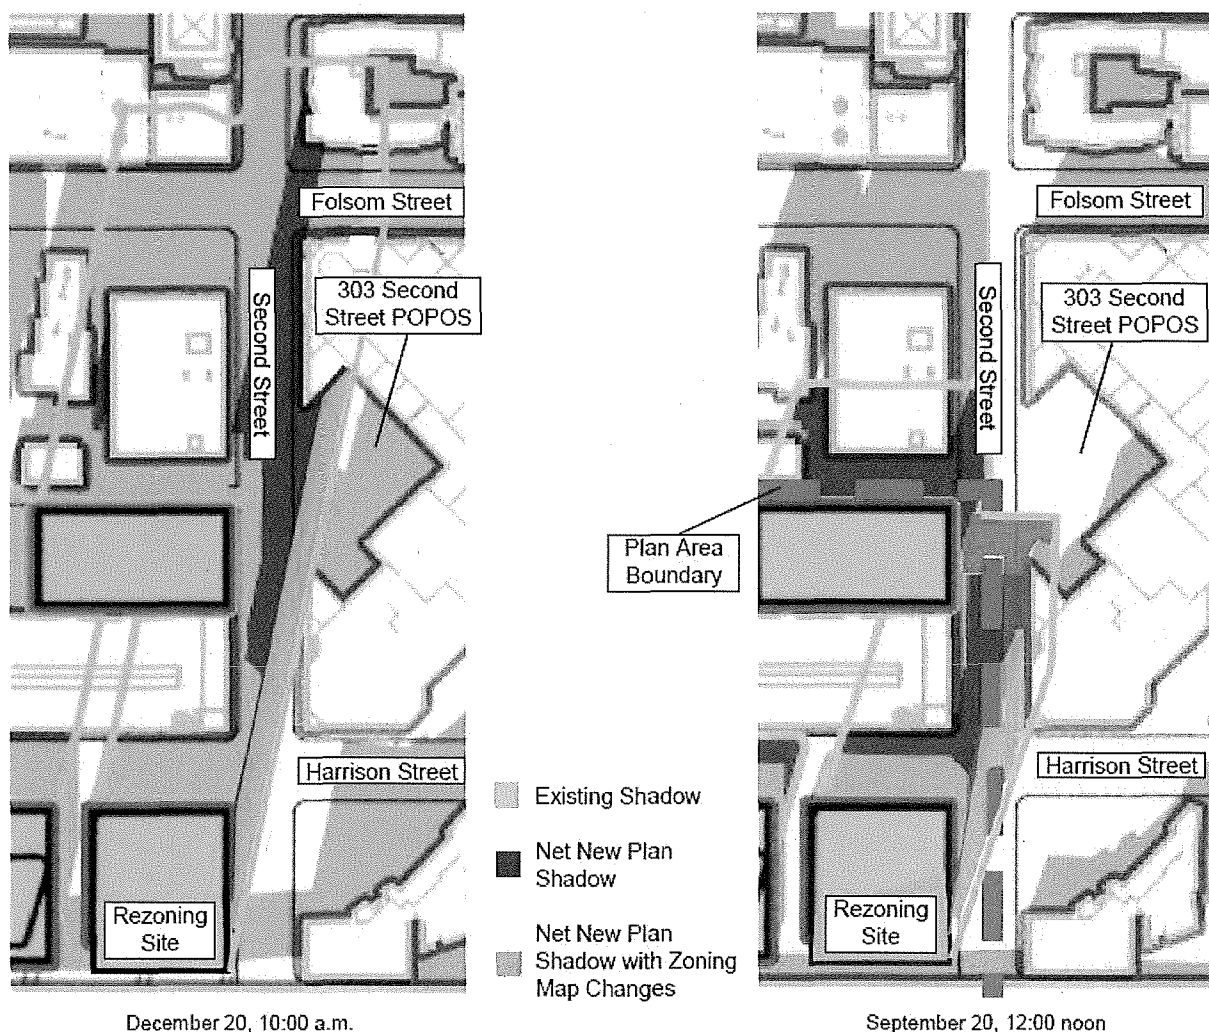 Folsom Street
303 Second
Street POPOS
Second Street
Harrison Street
Rezoning
Site
December 20, 10:00 a.m.
Plan Area
Boundary
Existing Shadow
Net New Plan
Shadow
Net New Plan
Shadow with Zoning
Map Changes
Folsom Street
303 Second
Street POPOS
Second Street
Harrison Street
Rezoning
Site
September 20, 12:00 noon